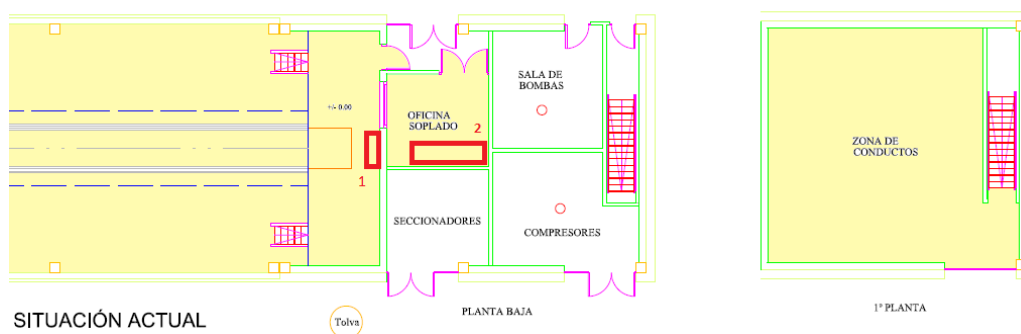 +/- 0.00
OFICINA
SOPLADO
2
1
SALA DE
BOMBAS
SECCIONADORES
COMPRESORES
ZONA DE
CONDUCTOS
SITUACIÓN ACTUAL
Tolva
PLANTA BAJA
1ª PLANTA